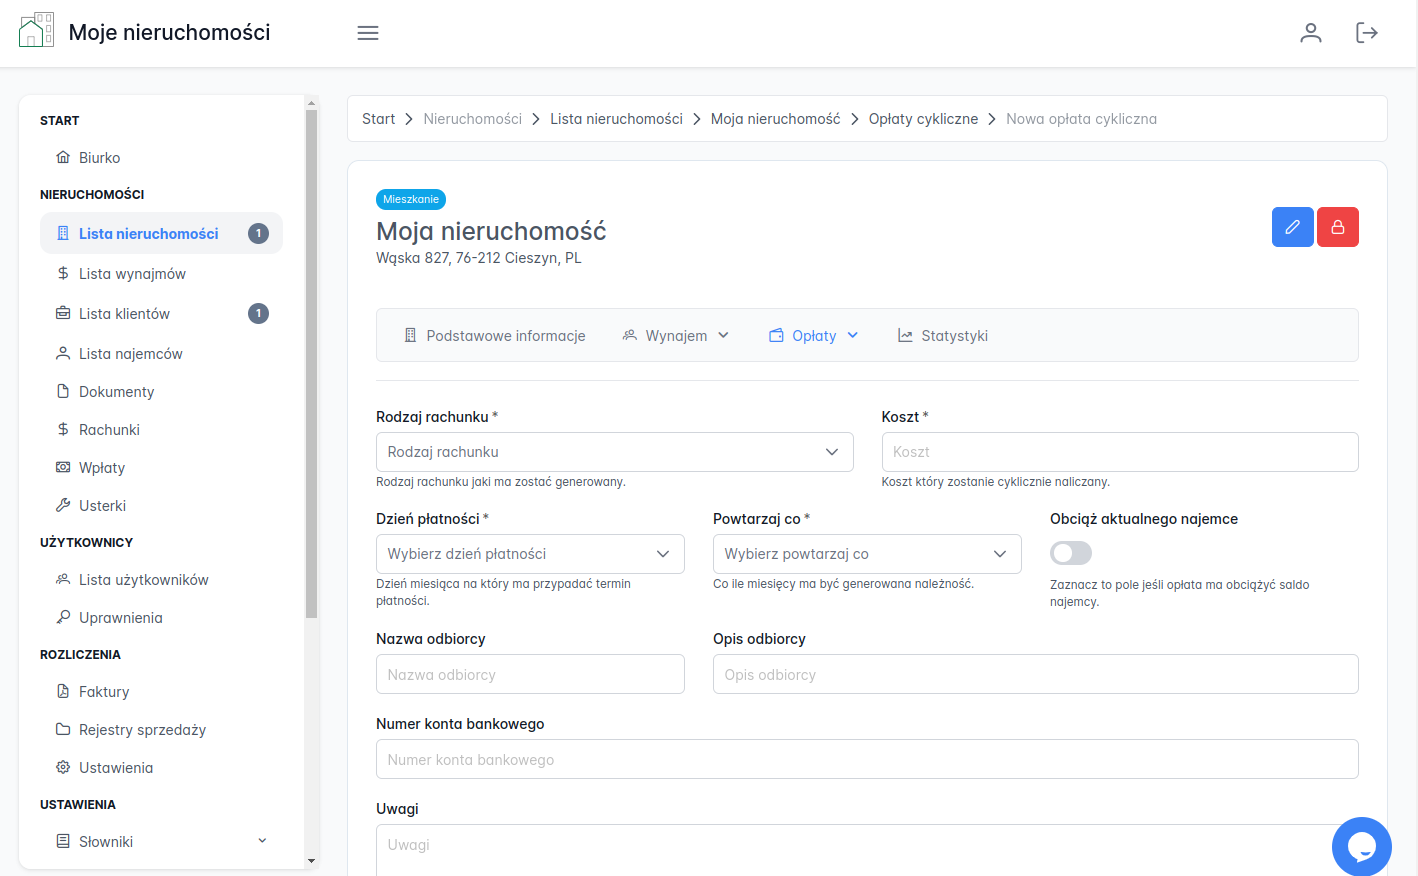 Moje nieruchomości
START
Biurko
NIERUCHOMOŚCI
Lista nieruchomości 1
Lista wynajmów
Lista klientów 1
Lista najemców
Dokumenty
Rachunki
Wpłaty
Usterki
UŻYTKOWNICY
Lista użytkowników
Uprawnienia
ROZLICZENIA
Faktury
Rejestry sprzedaży
Ustawienia
USTAWIENIA
Słowniki
Start > Nieruchomości > Lista nieruchomości > Moja nieruchomość > Opłaty cykliczne > Nowa opłata cykliczna
Mieszkanie
Moja nieruchomość
Wąska 827, 76-212 Cieszyn, PL
Podstawowe informacje Wynajem Opłaty Statystyki
Rodzaj rachunku *
Rodzaj rachunku
Rodzaj rachunku jaki ma zostać generowany.
Koszt *
Koszt
Koszt który zostanie cyklicznie naliczany.
Dzień płatności *
Wybierz dzień płatności
Dzień miesiąca na który ma przypadać termin
płatności.
Powtarzaj co *
Wybierz powtarzaj co
Co ile miesięcy ma być generowana należność.
Obciąż aktualnego najemce
Zaznacz to pole jeśli opłata ma obciążyć saldo
najemcy.
Nazwa odbiorcy
Nazwa odbiorcy
Opis odbiorcy
Opis odbiorcy
Numer konta bankowego
Numer konta bankowego
Uwagi
Uwagi